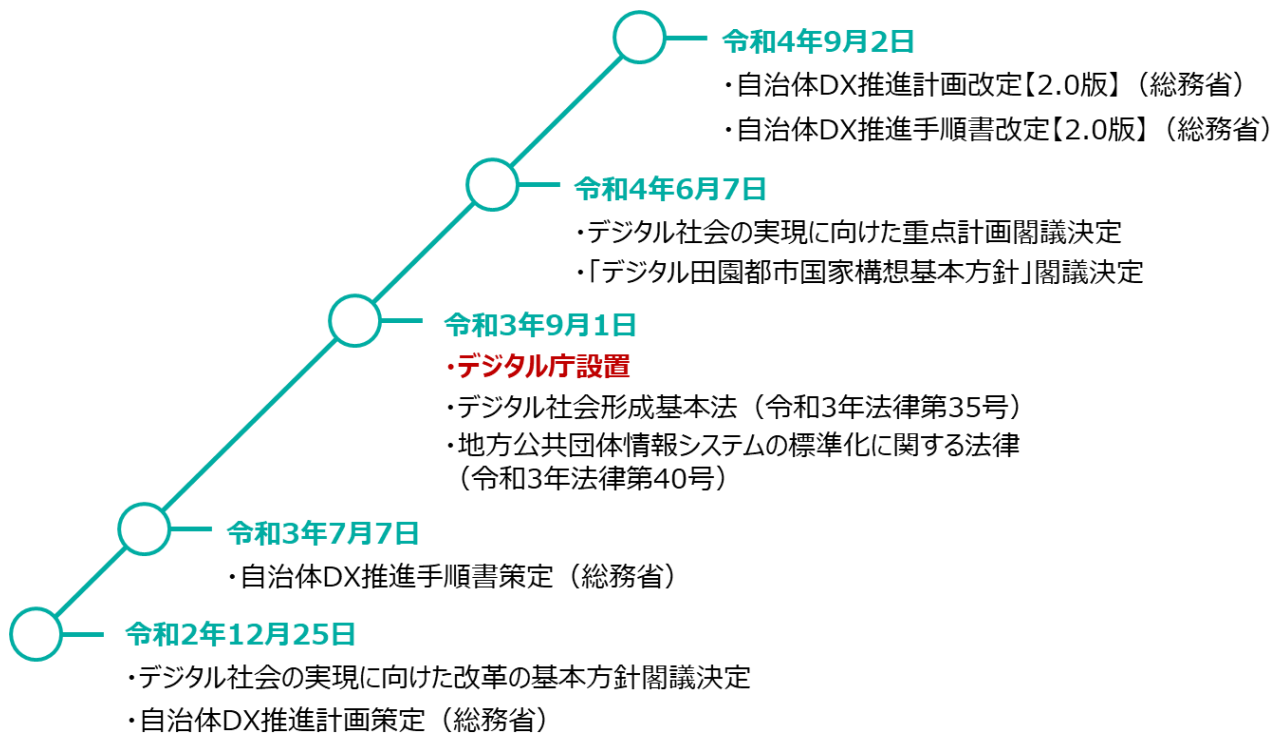 令和4年9月2日
・自治体DX推進計画改定【2.0版】（総務省）
・自治体DX推進手順書改定【2.0版】（総務省）
令和4年6月7日
・デジタル社会の実現に向けた重点計画閣議決定
・「デジタル田園都市国家構想基本方針」閣議決定
令和3年9月1日
・デジタル庁設置
・デジタル社会形成基本法（令和3年法律第35号）
・地方公共団体情報システムの標準化に関する法律
（令和3年法律第40号）
令和3年7月7日
・自治体DX推進手順書策定（総務省）
令和2年12月25日
・デジタル社会の実現に向けた改革の基本方針閣議決定
・自治体DX推進計画策定（総務省）